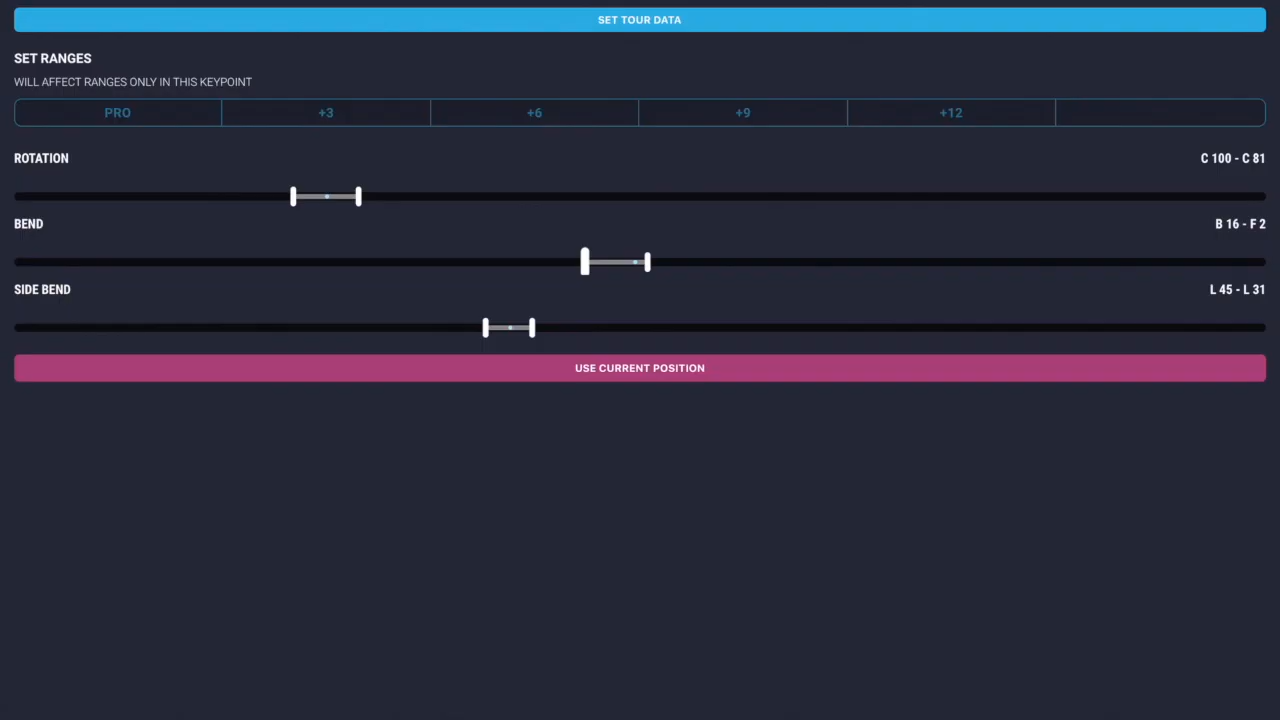 SET TOUR DATA
SET RANGES
WILL AFFECT RANGES ONLY IN THIS KEYPOINT
PRO +3 +6 +9 +12
ROTATION C 100 - C 81
BEND B 16 - F 2
SIDE BEND L 45 - L 31
USE CURRENT POSITION